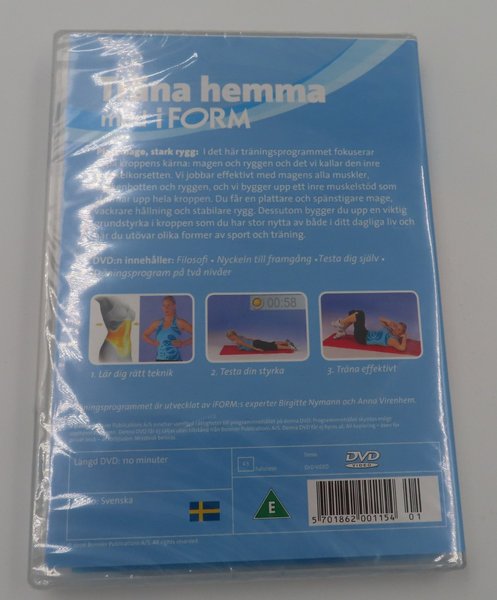 hemma
med i FORM
mage, stark rygg: I det här träningsprogrammet fokuserar
kroppens kärna: magen och ryggen och det vi kallar den inre
Vi jobbar effektivt med magens alla muskler,
och ryggen, och vi bygger upp ett inre muskelstöd som
upp hela kroppen. Du får en plattare och spänstigare mage,
vackrare hållning och stabilare rygg. Dessutom bygger du upp en viktig
grundstyrka i kroppen som du har stor nytta av både i ditt dagliga liv och
när du utövar olika former av sport och träning.
DVD:n innehåller: Filosofi • Nyckeln till framgång • Testa dig själv •
Träningsprogram på två nivåer
00:58
1. Lär dig rätt teknik
2. Testa din styrka
3. Träna effektivt
Träningsprogrammet är utvecklat av iFORM:s experter Birgitte Nymann och Anna Virenhem.
Längd DVD: 110 minuter
4:3
fullscreen
DVD
VIDEO
Svenska
E
5 701862 001154
01